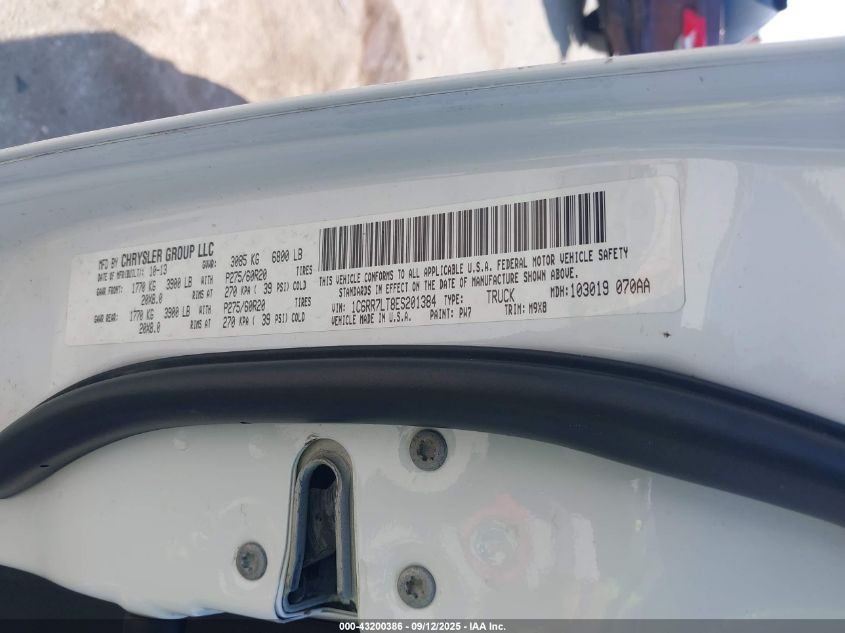 MFD BY CHRYSLER GROUP LLC
DATE OF MFR(BUILT): 10-13 GVWR: 3085 KG 6800 LB
GAWR FRONT: 1770 KG 3900 LB WITH P275/60R20 TIRES
20X8.0 RIMS AT 270 KPA ( 39 PSI) COLD
GAWR REAR: 1770 KG 3900 LB WITH P275/60R20 TIRES
20X8.0 RIMS AT 270 KPA ( 39 PSI) COLD
THIS VEHICLE CONFORMS TO ALL APPLICABLE U.S.A. FEDERAL MOTOR VEHICLE SAFETY
STANDARDS IN EFFECT ON THE DATE OF MANUFACTURE SHOWN ABOVE.
VIN: 1C6RR7LT8ES201384 TYPE: TRUCK MDH: 103019 070AA
VEHICLE MADE IN U.S.A. PAINT: PW7 TRIM: M9X8
000-43200386 - 09/12/2025 - IAA Inc.